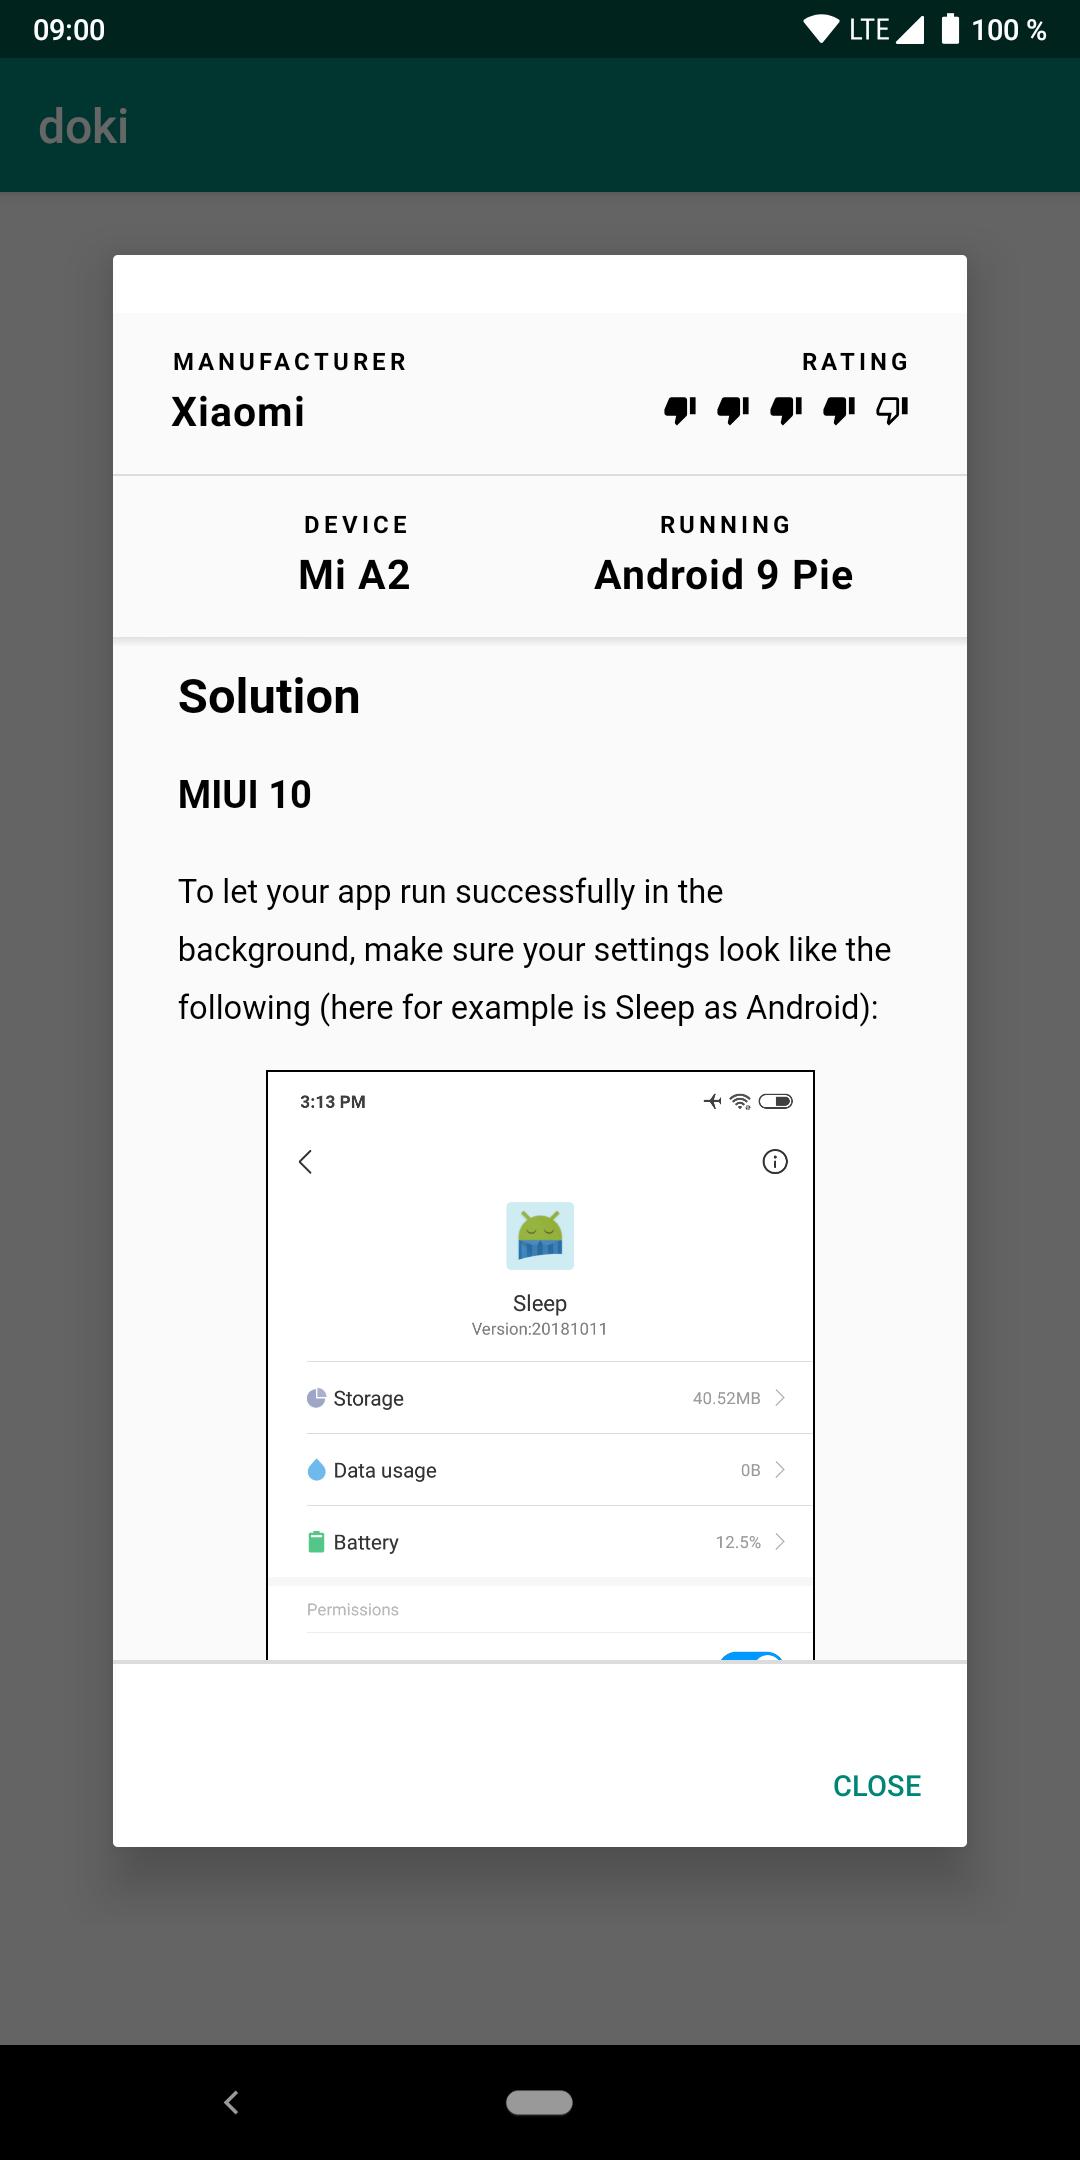 09:00 LTE 100 %
doki
MANUFACTURER RATING
Xiaomi
DEVICE RUNNING
Mi A2 Android 9 Pie
Solution
MIUI 10
To let your app run successfully in the
background, make sure your settings look like the
following (here for example is Sleep as Android):
3:13 PM
Sleep
Version:20181011
Storage 40.52MB
Data usage 0B
Battery 12.5%
Permissions
CLOSE